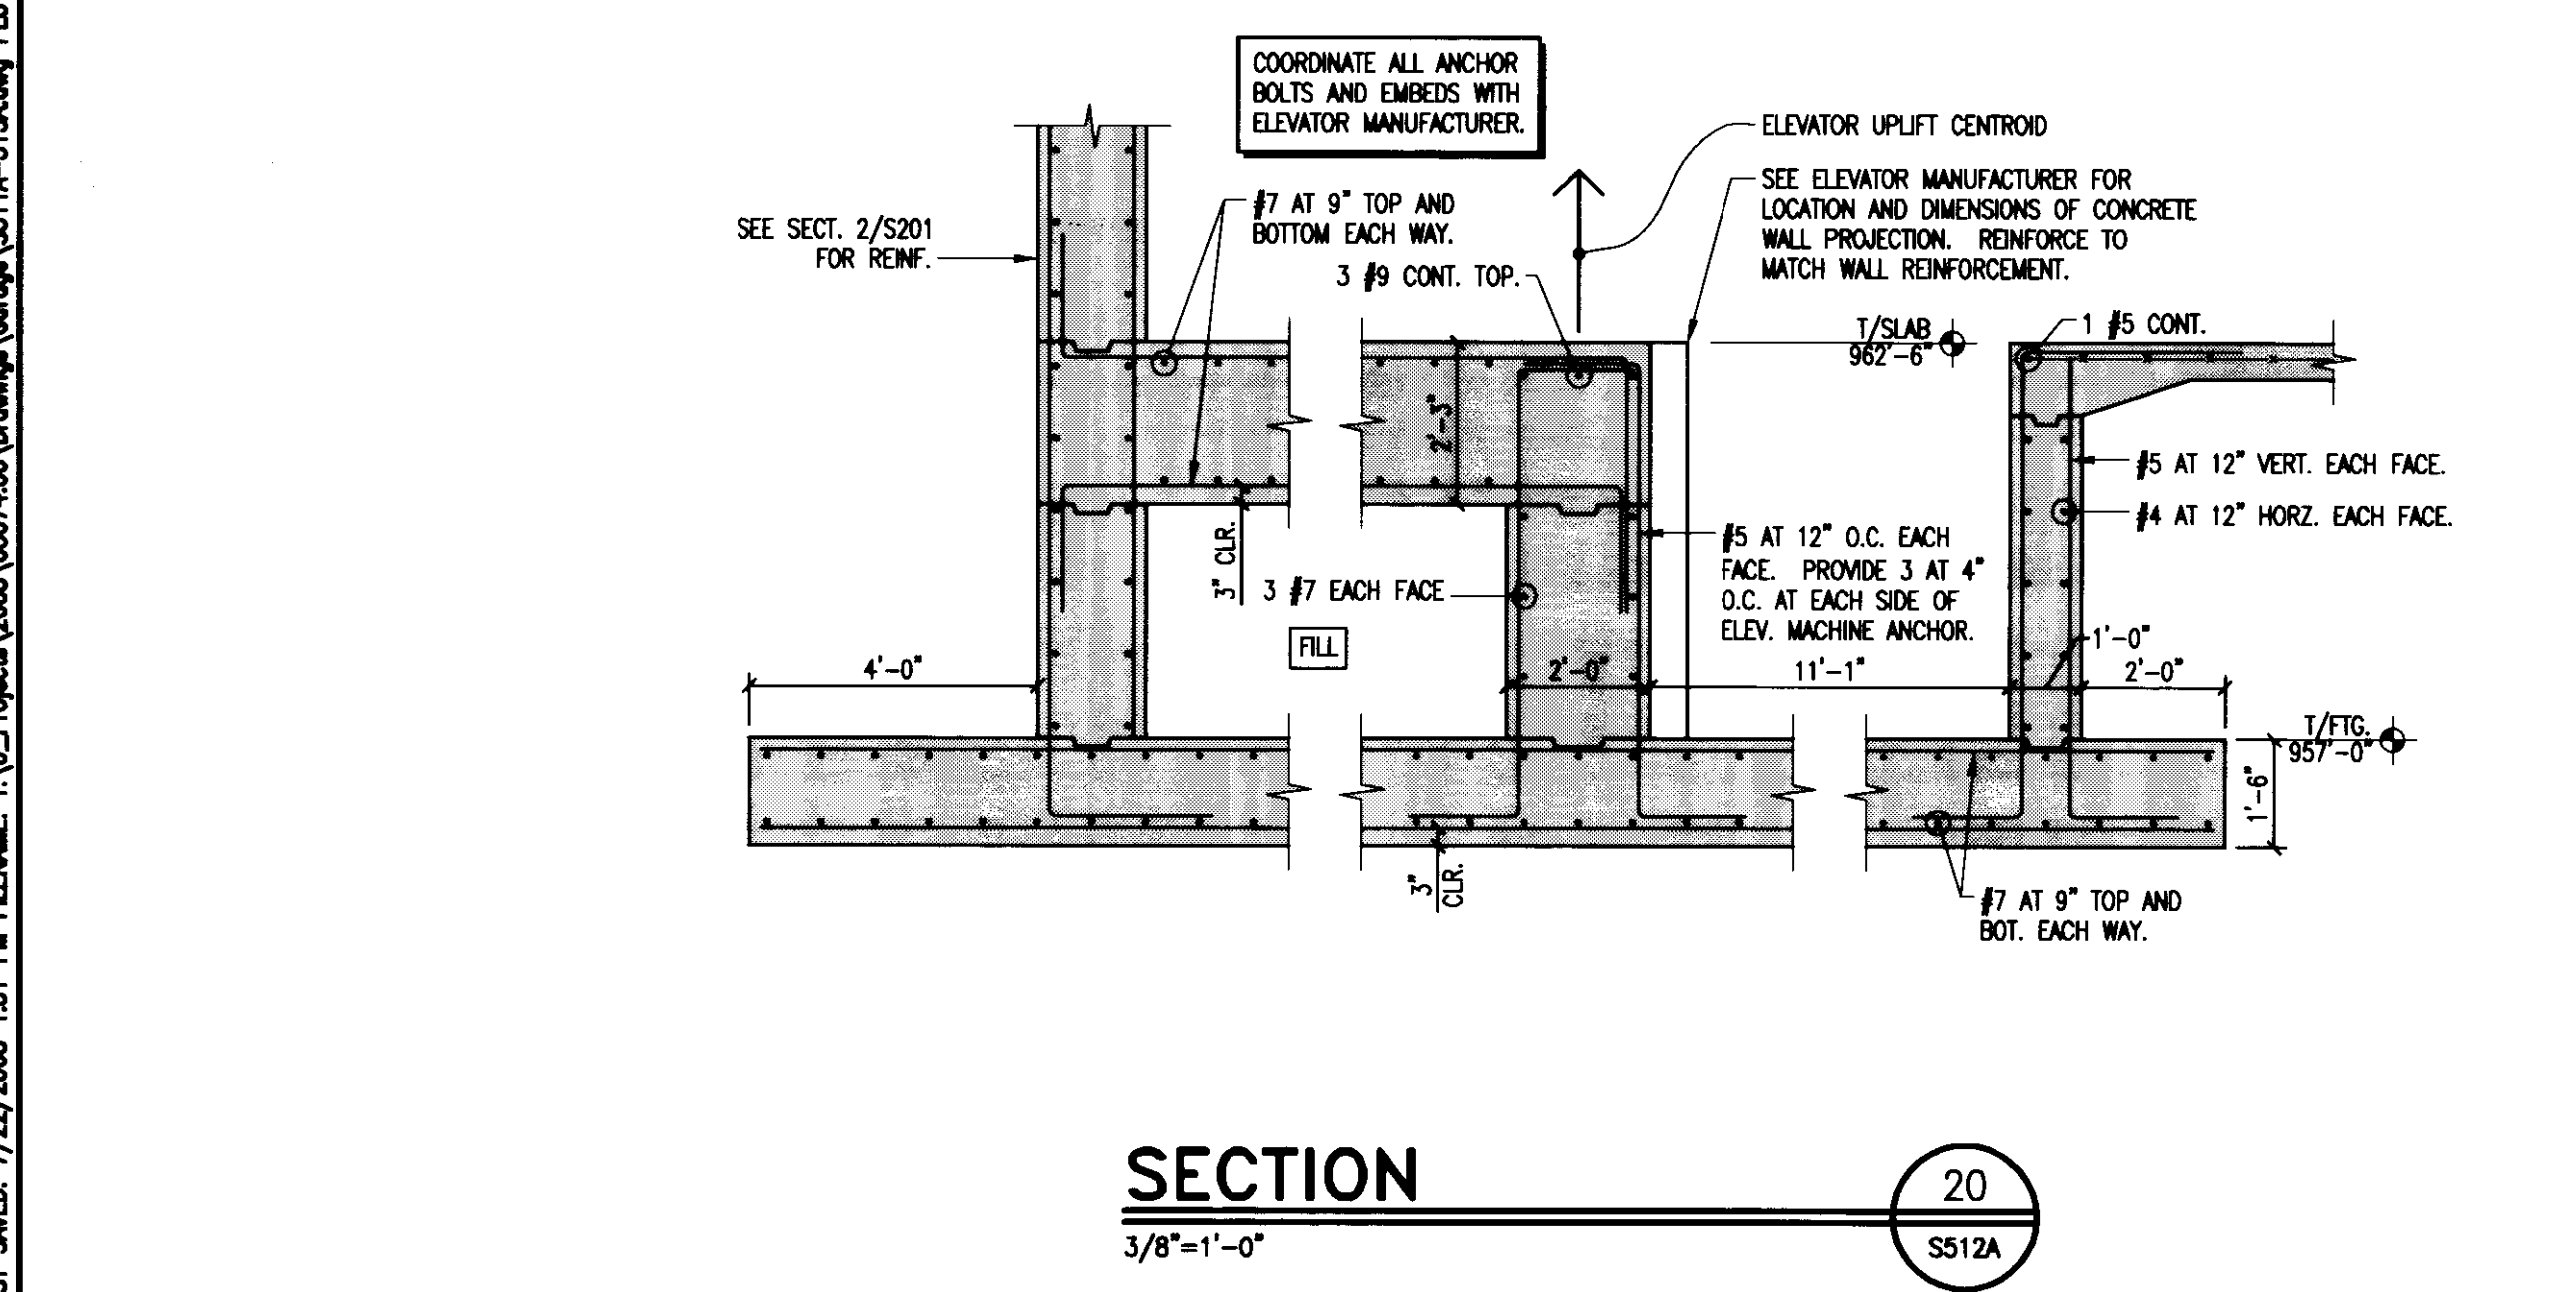 COORDINATE ALL ANCHOR
BOLTS AND EMBEDS WITH
ELEVATOR MANUFACTURER.
ELEVATOR UPLIFT CENTROID
SEE ELEVATOR MANUFACTURER FOR
LOCATION AND DIMENSIONS OF CONCRETE
WALL PROJECTION. REINFORCE TO
MATCH WALL REINFORCEMENT.
#7 AT 9" TOP AND
BOTTOM EACH WAY.
SEE SECT. 2/S201
FOR REINF.
3 #9 CONT. TOP.
T/SLAB
962'-6"
1 #5 CONT.
2'-3"
#5 AT 12" VERT. EACH FACE.
#4 AT 12" HORZ. EACH FACE.
3" CLR.
3 #7 EACH FACE
#5 AT 12" O.C. EACH
FACE. PROVIDE 3 AT 4"
O.C. AT EACH SIDE OF
ELEV. MACHINE ANCHOR.
FILL
4'-0"
2'-0"
11'-1"
1'-0"
2'-0"
T/FTG.
957'-0"
1'-6"
3"
CLR.
#7 AT 9" TOP AND
BOT. EACH WAY.
SECTION
3/8"=1'-0"
20
S512A